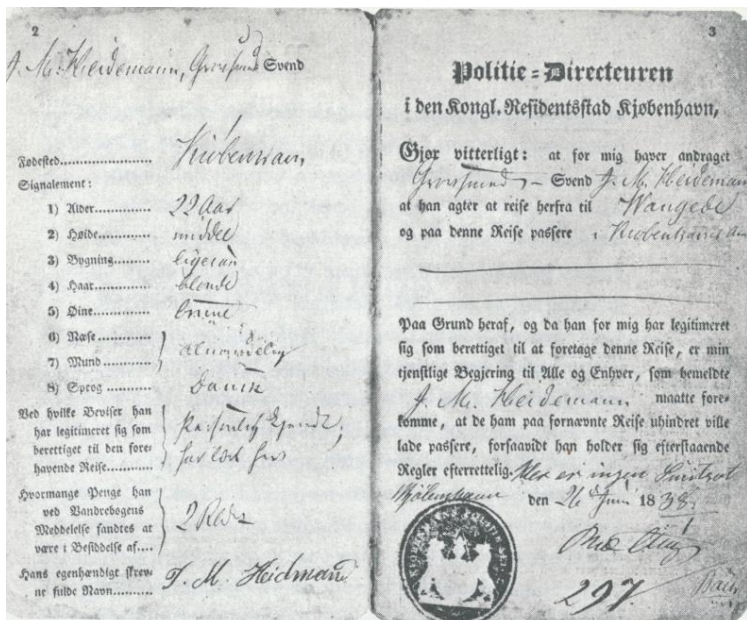 2
J. M. Heidemann, Grovsmed Svend
Fødested............... Kiøbenhavn
Signalement:
1) Alder........... 22 Aar
2) Høide........... middel
3) Bygning.........
4) Haar............ blonde
5) Øine............ brune
6) Næse............
7) Mund............ almindelig
8) Sprog........... Dansk
Ved hvilke Beviser han
har legitimeret sig som
berettiget til den fore-
havende Reise.........
Hvormange Penge han
ved Vandrebogens
Meddelelse fandtes at
være i Besiddelse af.... 2 Rbd
Hans egenhændigt skrev-
ne fulde Navn........... J. M. Heidmann
3
Politie=Directeuren
i den Kongl. Residentsstad Kjøbenhavn,
Gjør vitterligt: at for mig haver andraget
Grovsmed - Svend J. M. Heidemann
at han agter at reise herfra til Wangede
og paa denne Reise passere
Paa Grund heraf, og da han for mig har legitimeret
sig som berettiget til at foretage denne Reise, er min
tjenstlige Begjering til Alle og Enhver, som bemeldte
J. M. Heidemann maatte fore-
komme, at de ham paa fornævnte Reise uhindret ville
lade passere, forsaavidt han holder sig efterstaaende
Regler efterrettelig. Her er ingen Smitsot
Kjøbenhavn den 26 Juni 1838.
297.